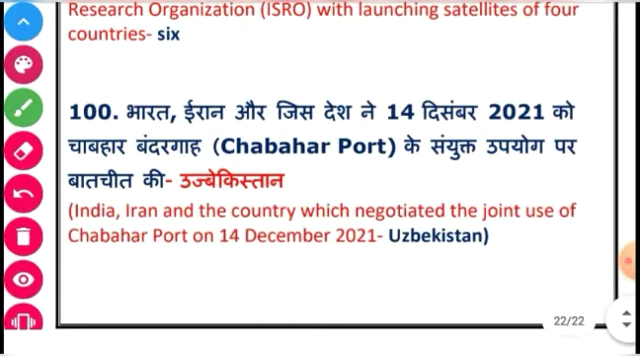 Research Organization (ISRO) with launching satellites of four
countries- six
100. भारत, ईरान और जिस देश ने 14 दिसंबर 2021 को
चाबहार बंदरगाह (Chabahar Port) के संयुक्त उपयोग पर
बातचीत की- उज्बेकिस्तान
(India, Iran and the country which negotiated the joint use of
Chabahar Port on 14 December 2021- Uzbekistan)
22/22